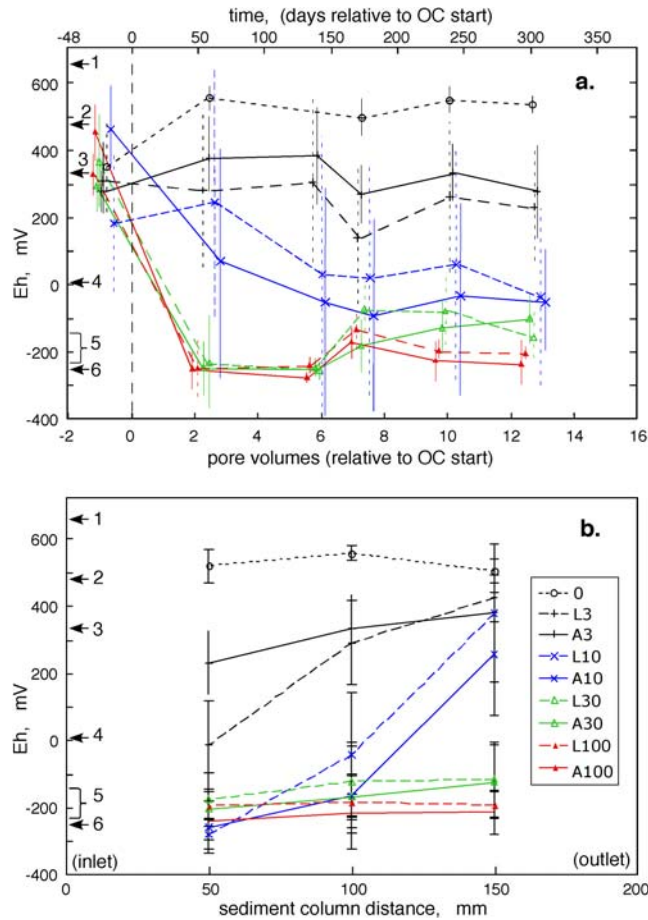 time, (days relative to OC start)
-48 0 50 100 150 200 250 300 350
a.
600
400
200
0
-200
-400
Eh, mV
1
2
3
4
5
6
-2 0 2 4 6 8 10 12 14 16
pore volumes (relative to OC start)
b.
600
400
200
0
-200
-400
Eh, mV
1
2
3
4
5
6
0
L3
A3
L10
A10
L30
A30
L100
A100
(inlet) (outlet)
0 50 100 150 200
sediment column distance, mm